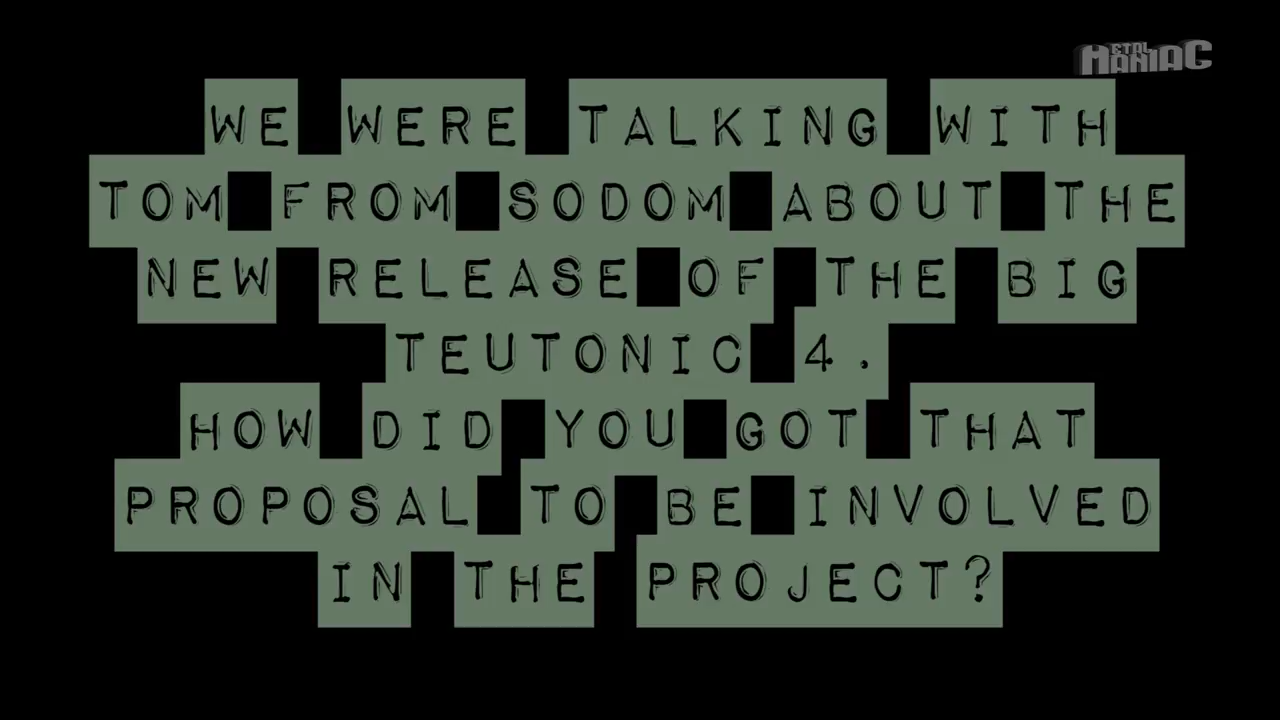 METAL MANIAC
WE WERE TALKING WITH
TOM FROM SODOM ABOUT THE
NEW RELEASE OF THE BIG
TEUTONIC 4.
HOW DID YOU GOT THAT
PROPOSAL TO BE INVOLVED
IN THE PROJECT?